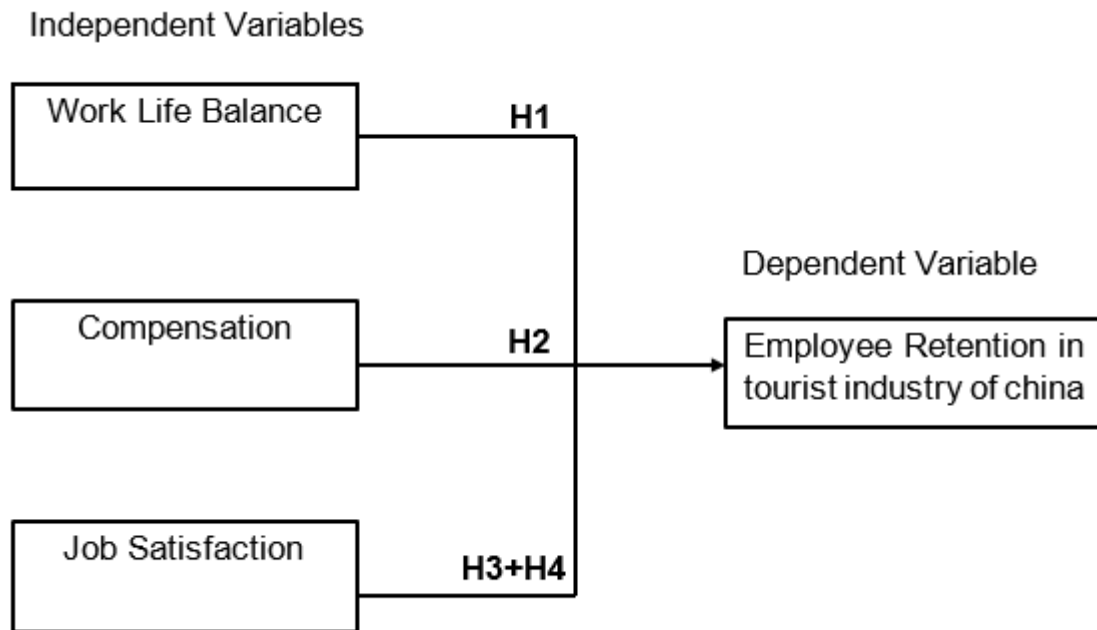 Independent Variables
Work Life Balance
H1
Compensation
H2
Job Satisfaction
H3+H4
Dependent Variable
Employee Retention in
tourist industry of china